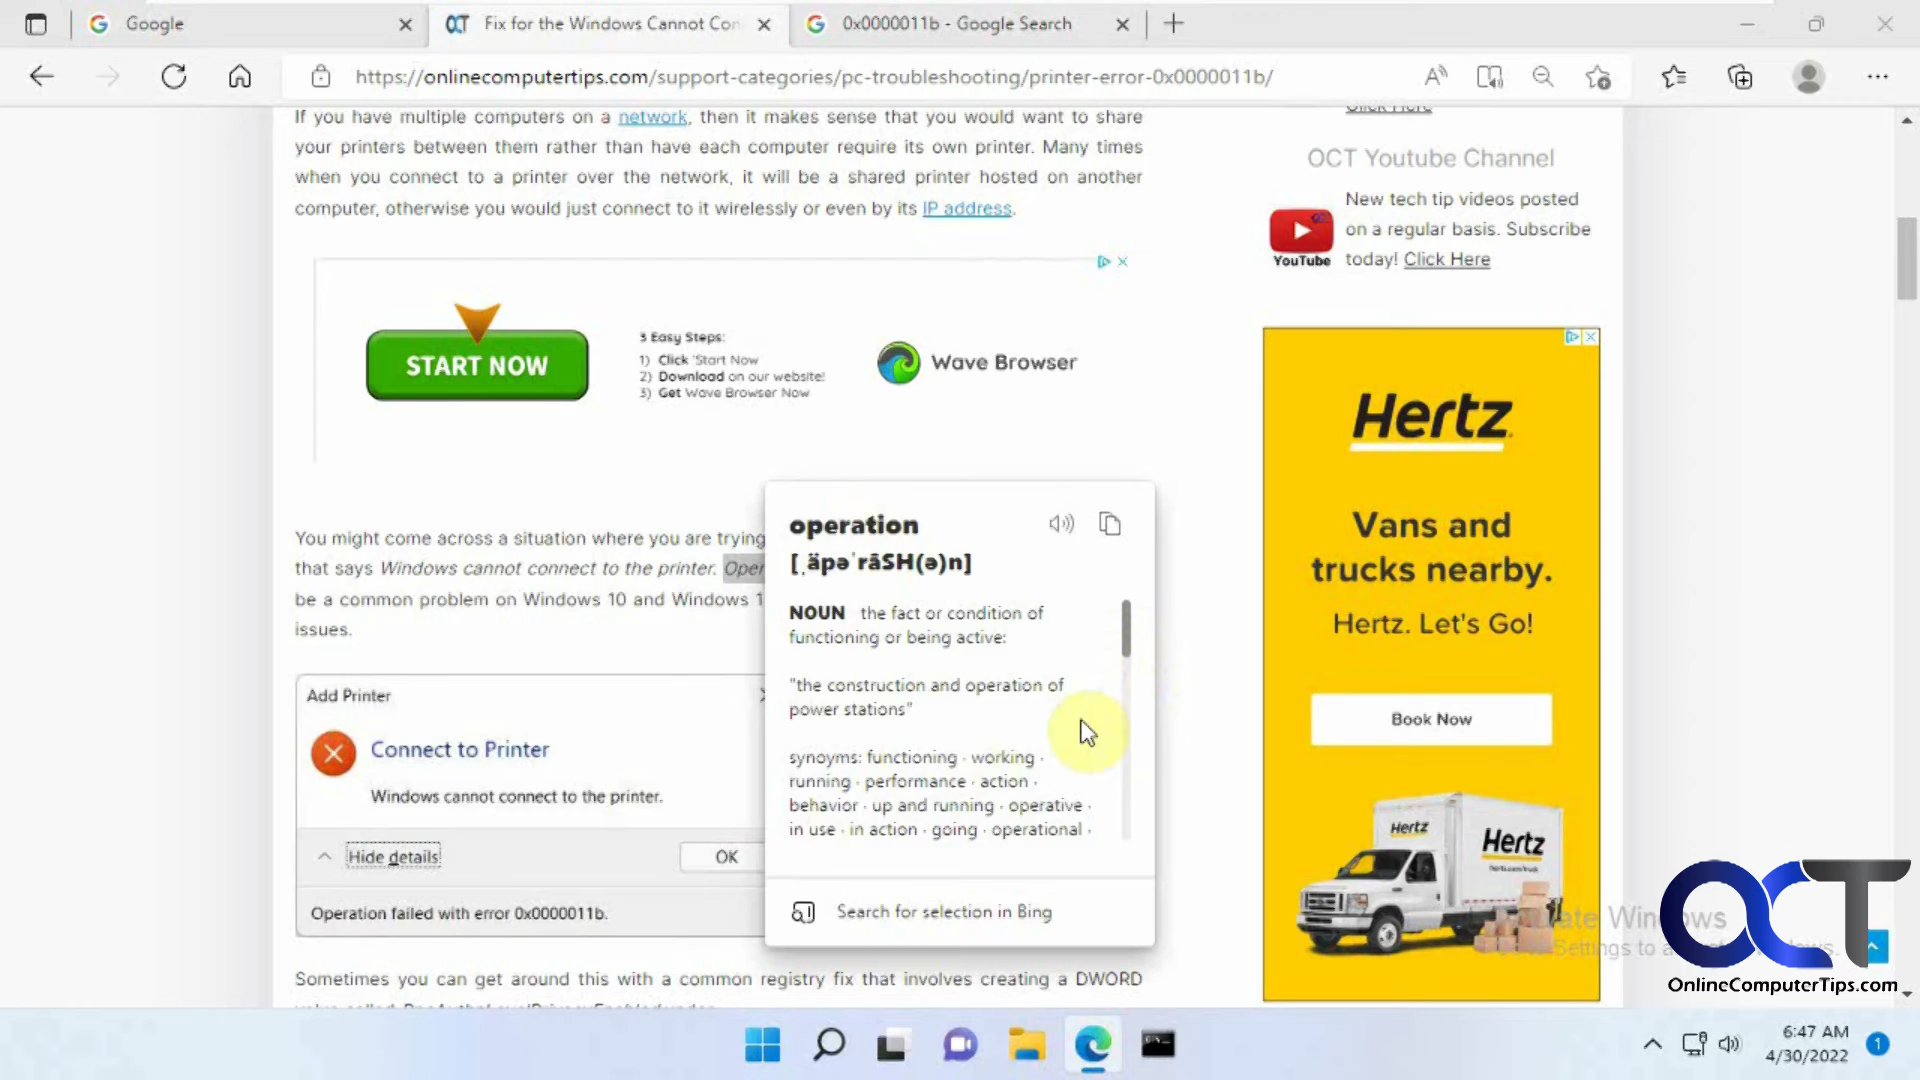 Google
Fix for the Windows Cannot Con
0x0000011b - Google Search
https://onlinecomputertips.com/support-categories/pc-troubleshooting/printer-error-0x0000011b/
If you have multiple computers on a network, then it makes sense that you would want to share
your printers between them rather than have each computer require its own printer. Many times
when you connect to a printer over the network, it will be a shared printer hosted on another
computer, otherwise you would just connect to it wirelessly or even by its IP address.
Click Here
OCT Youtube Channel
New tech tip videos posted
on a regular basis. Subscribe
today! Click Here
YouTube
START NOW
3 Easy Steps:
1) Click 'Start Now
2) Download on our website!
3) Get Wave Browser Now
Wave Browser
Hertz
Vans and
trucks nearby.
Hertz. Let's Go!
Book Now
Hertz
Hertz
You might come across a situation where you are trying
that says Windows cannot connect to the printer. Oper
be a common problem on Windows 10 and Windows 1
issues.
operation
[ˌäpəˈrāSH(ə)n]
NOUN the fact or condition of
functioning or being active:
"the construction and operation of
power stations"
synoyms: functioning · working ·
running · performance · action ·
behavior · up and running · operative ·
in use · in action · going · operational ·
Search for selection in Bing
Add Printer
Connect to Printer
Windows cannot connect to the printer.
Hide details
OK
Operation failed with error 0x0000011b.
Sometimes you can get around this with a common registry fix that involves creating a DWORD
OCT
OnlineComputerTips.com
6:47 AM
4/30/2022
1